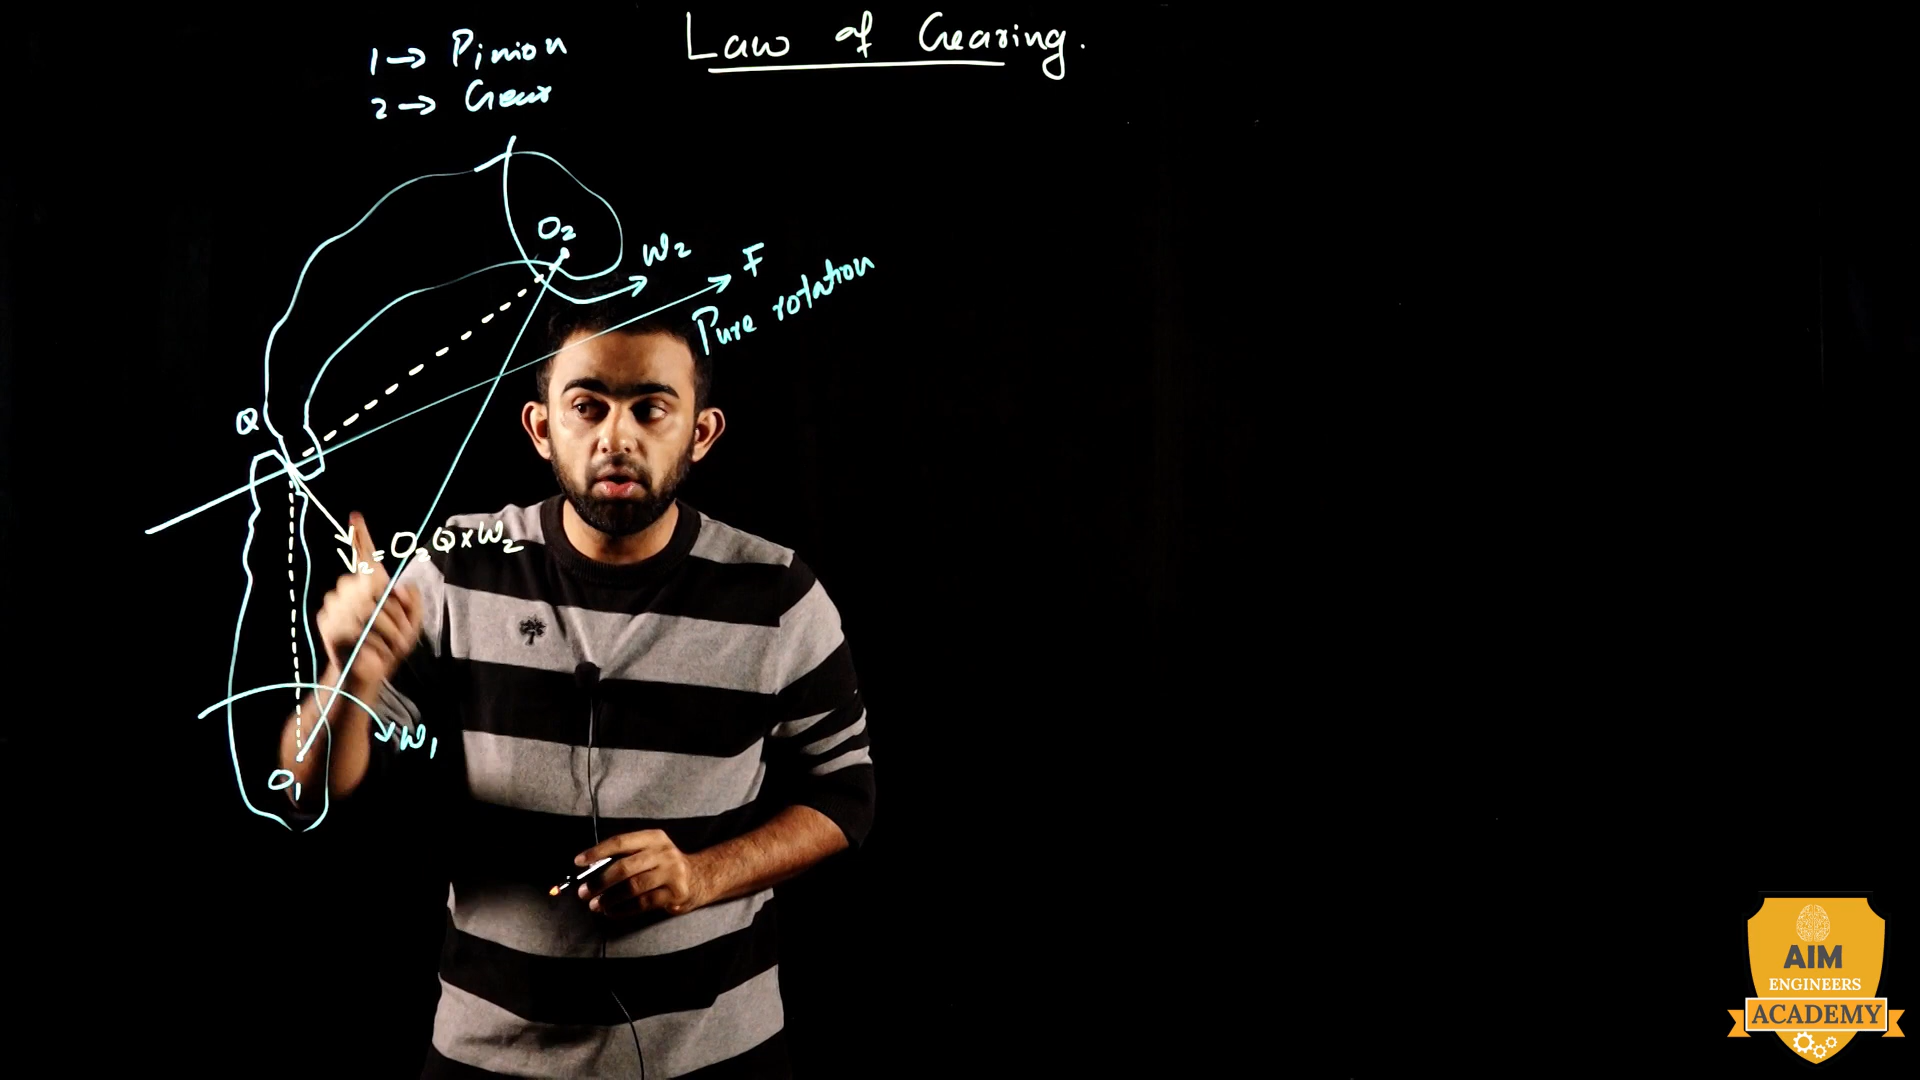 Law of Gearing.
1 → Pinion
2 → Gear
O2
W2
F
Pure rotation
Q
V2 = O2Q × W2
W1
O1
AIM
ENGINEERS
ACADEMY